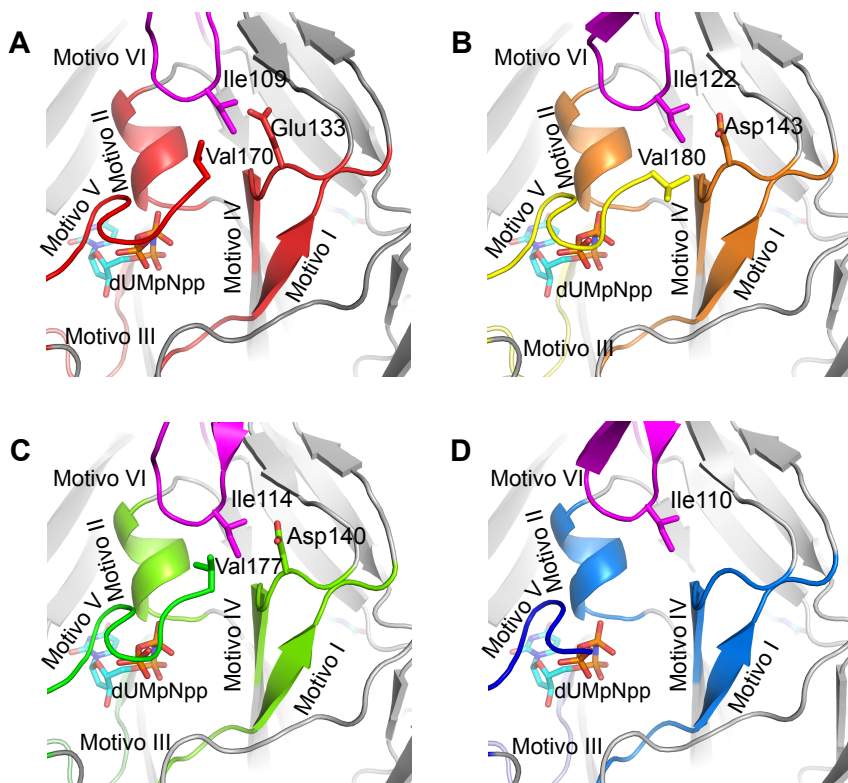 A
Motivo VI
Ile109
Motivo II
Glu133
Val170
Motivo V
Motivo IV
Motivo I
dUMpNpp
Motivo III
B
Motivo VI
Ile122
Motivo II
Asp143
Val180
Motivo V
Motivo IV
Motivo I
dUMpNpp
Motivo III
C
Motivo VI
Ile114
Motivo II
Asp140
Val177
Motivo V
Motivo IV
Motivo I
dUMpNpp
Motivo III
D
Motivo VI
Ile110
Motivo II
Motivo V
Motivo IV
Motivo I
dUMpNpp
Motivo III